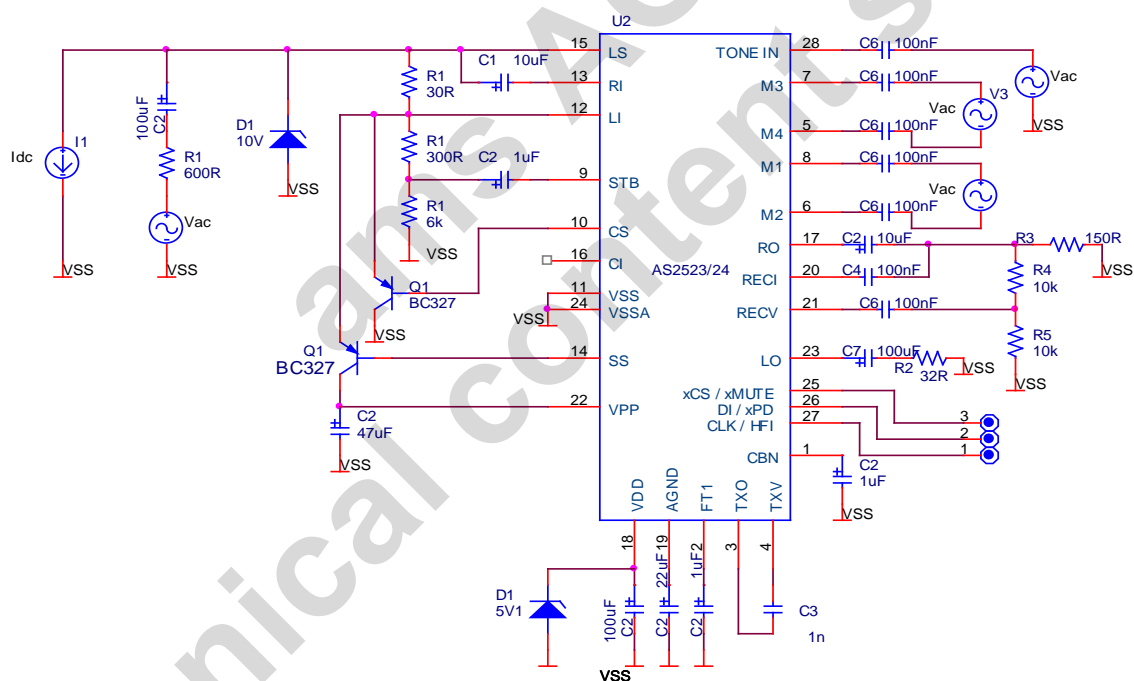 ams AG
technical content s
U2
AS2523/24
15 LS
13 RI
12 LI
9 STB
10 CS
16 CI
11 VSS
24 VSSA
14 SS
22 VPP
28 TONE IN
7 M3
5 M4
8 M1
6 M2
17 RO
20 RECI
21 RECV
23 LO
25 xCS / xMUTE
26 DI / xPD
27 CLK / HFI
1 CBN
18 VDD
19 AGND
2 FT1
3 TXO
4 TXV
Idc
I1
VSS
100uF
C2
R1
600R
Vac
VSS
D1
10V
VSS
R1
30R
C1 10uF
R1
300R
C2 1uF
R1
6k
VSS
Q1
BC327
VSS
Q1
BC327
C2
47uF
VSS
VSS
C6 100nF
Vac
VSS
C6 100nF
Vac
V3
C6 100nF
C6 100nF
Vac
C6 100nF
C2 10uF
R3 150R
VSS
C4 100nF
R4
10k
C6 100nF
R5
10k
VSS
C7 100uF
R2 32R
VSS
3
2
1
C2
1uF
VSS
D1
5V1
100uF
C2
22uF
C2
1uF
C2
C3
1n
VSS